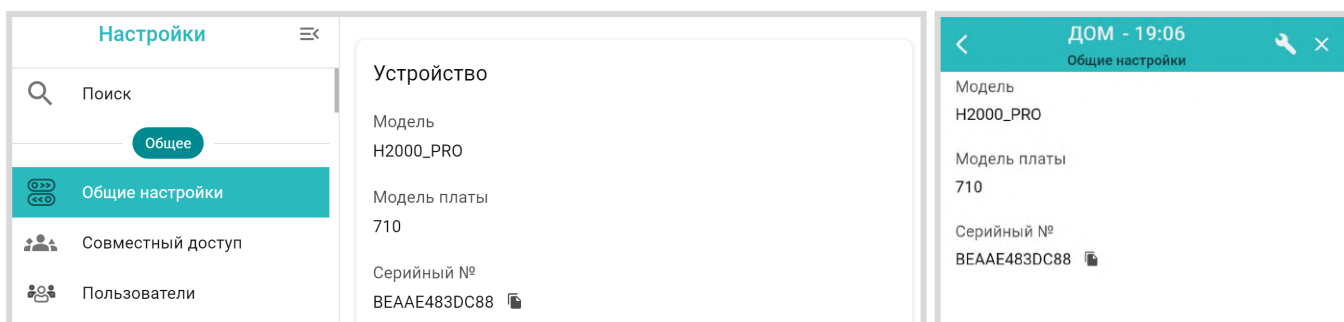 Настройки
Поиск
Общее
Общие настройки
Совместный доступ
Пользователи
Устройство
Модель
H2000_PRO
Модель платы
710
Серийный №
BEAAE483DC88
ДОМ - 19:06
Общие настройки
Модель
H2000_PRO
Модель платы
710
Серийный №
BEAAE483DC88